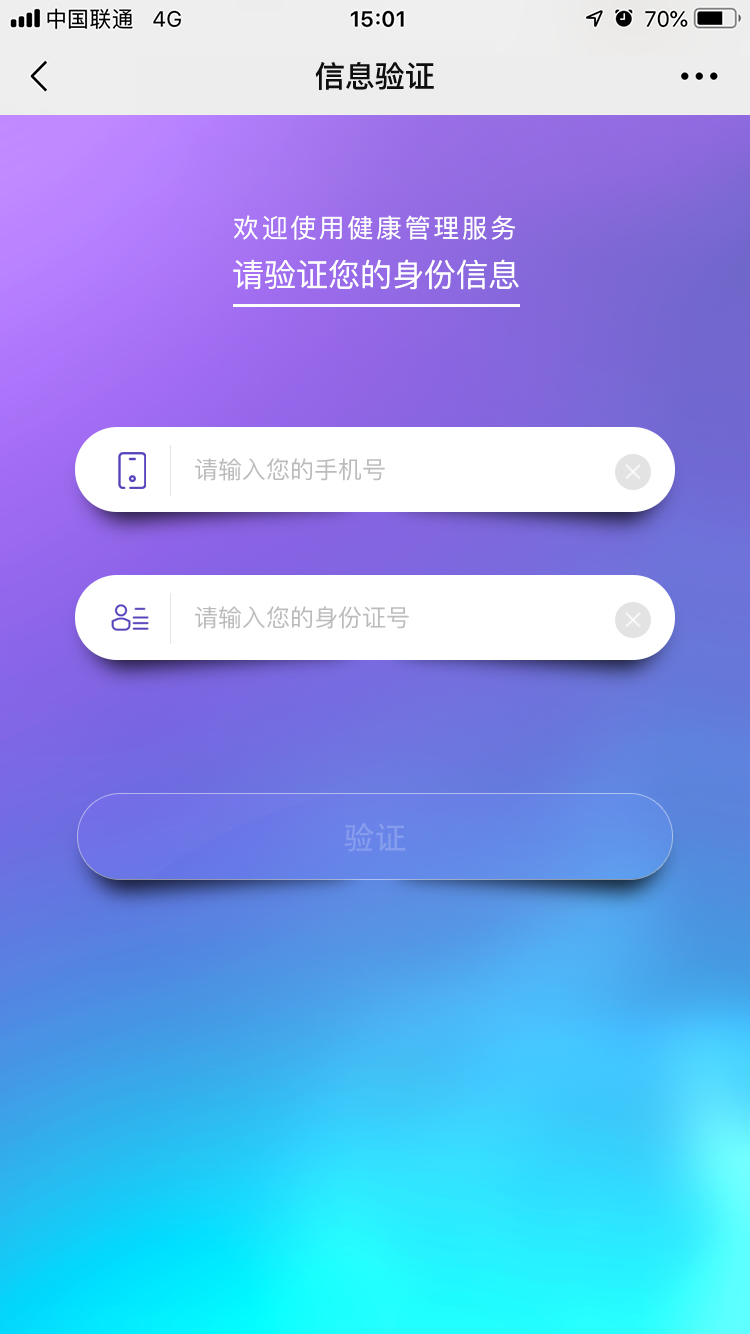 中国联通 4G 15:01 70%
信息验证
欢迎使用健康管理服务
请验证您的身份信息
请输入您的手机号
请输入您的身份证号
验证